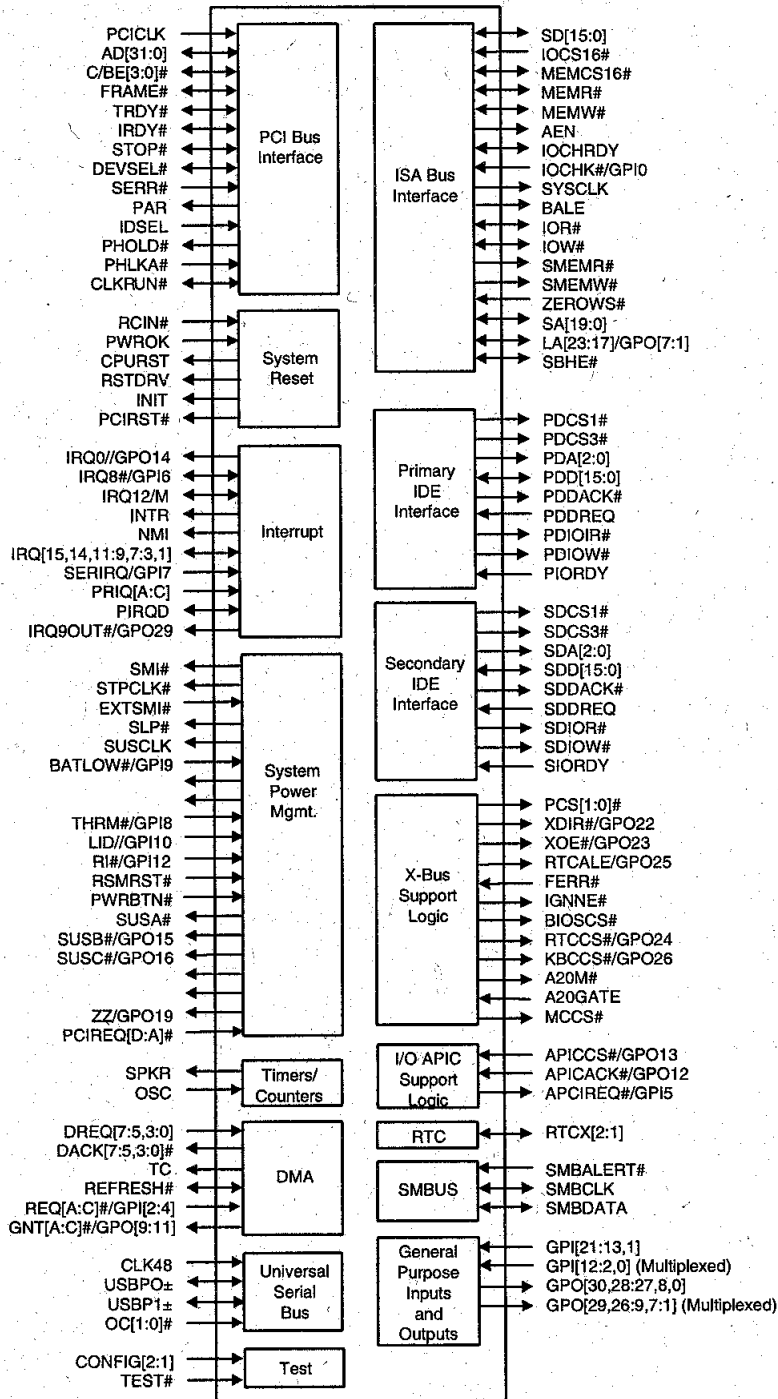 PCICLK
AD[31:0]
C/BE[3:0]#
FRAME#
TRDY#
IRDY#
STOP#
DEVSEL#
SERR#
PAR
IDSEL
PHOLD#
PHLKA#
CLKRUN#
PCI Bus
Interface
RCIN#
PWROK
CPURST
RSTDRV
INIT
PCIRST#
System
Reset
IRQ0//GPO14
IRQ8#/GPI6
IRQ12/M
INTR
NMI
IRQ[15,14,11:9,7:3,1]
SERIRQ/GPI7
PRIQ[A:C]
PIRQD
IRQ9OUT#/GPO29
Interrupt
SMI#
STPCLK#
EXTSMI#
SLP#
SUSCLK
BATLOW#/GPI9
THRM#/GPI8
LID//GPI10
RI#/GPI12
RSMRST#
PWRBTN#
SUSA#
SUSB#/GPO15
SUSC#/GPO16
ZZ/GPO19
PCIREQ[D:A]#
System
Power
Mgmt.
SPKR
OSC
Timers/
Counters
DREQ[7:5,3:0]
DACK[7:5,3:0]#
TC
REFRESH#
REQ[A:C]#/GPI[2:4]
GNT[A:C]#/GPO[9:11]
DMA
CLK48
USBPO±
USBP1±
OC[1:0]#
Universal
Serial
Bus
CONFIG[2:1]
TEST#
Test
ISA Bus
Interface
SD[15:0]
IOCS16#
MEMCS16#
MEMR#
MEMW#
AEN
IOCHRDY
IOCHK#/GPI0
SYSCLK
BALE
IOR#
IOW#
SMEMR#
SMEMW#
ZEROWS#
SA[19:0]
LA[23:17]/GPO[7:1]
SBHE#
Primary
IDE
Interface
PDCS1#
PDCS3#
PDA[2:0]
PDD[15:0]
PDDACK#
PDDREQ
PDIOIR#
PDIOW#
PIORDY
Secondary
IDE
Interface
SDCS1#
SDCS3#
SDA[2:0]
SDD[15:0]
SDDACK#
SDDREQ
SDIOR#
SDIOW#
SIORDY
X-Bus
Support
Logic
PCS[1:0]#
XDIR#/GPO22
XOE#/GPO23
RTCALE/GPO25
FERR#
IGNNE#
BIOSCS#
RTCCS#/GPO24
KBCCS#/GPO26
A20M#
A20GATE
MCCS#
I/O APIC
Support
Logic
APICCS#/GPO13
APICACK#/GPO12
APCIREQ#/GPI5
RTC
RTCX[2:1]
SMBUS
SMBALERT#
SMBCLK
SMBDATA
General
Purpose
Inputs
and
Outputs
GPI[21:13,1]
GPI[12:2,0] (Multiplexed)
GPO[30,28:27,8,0]
GPO[29,26:9,7:1] (Multiplexed)